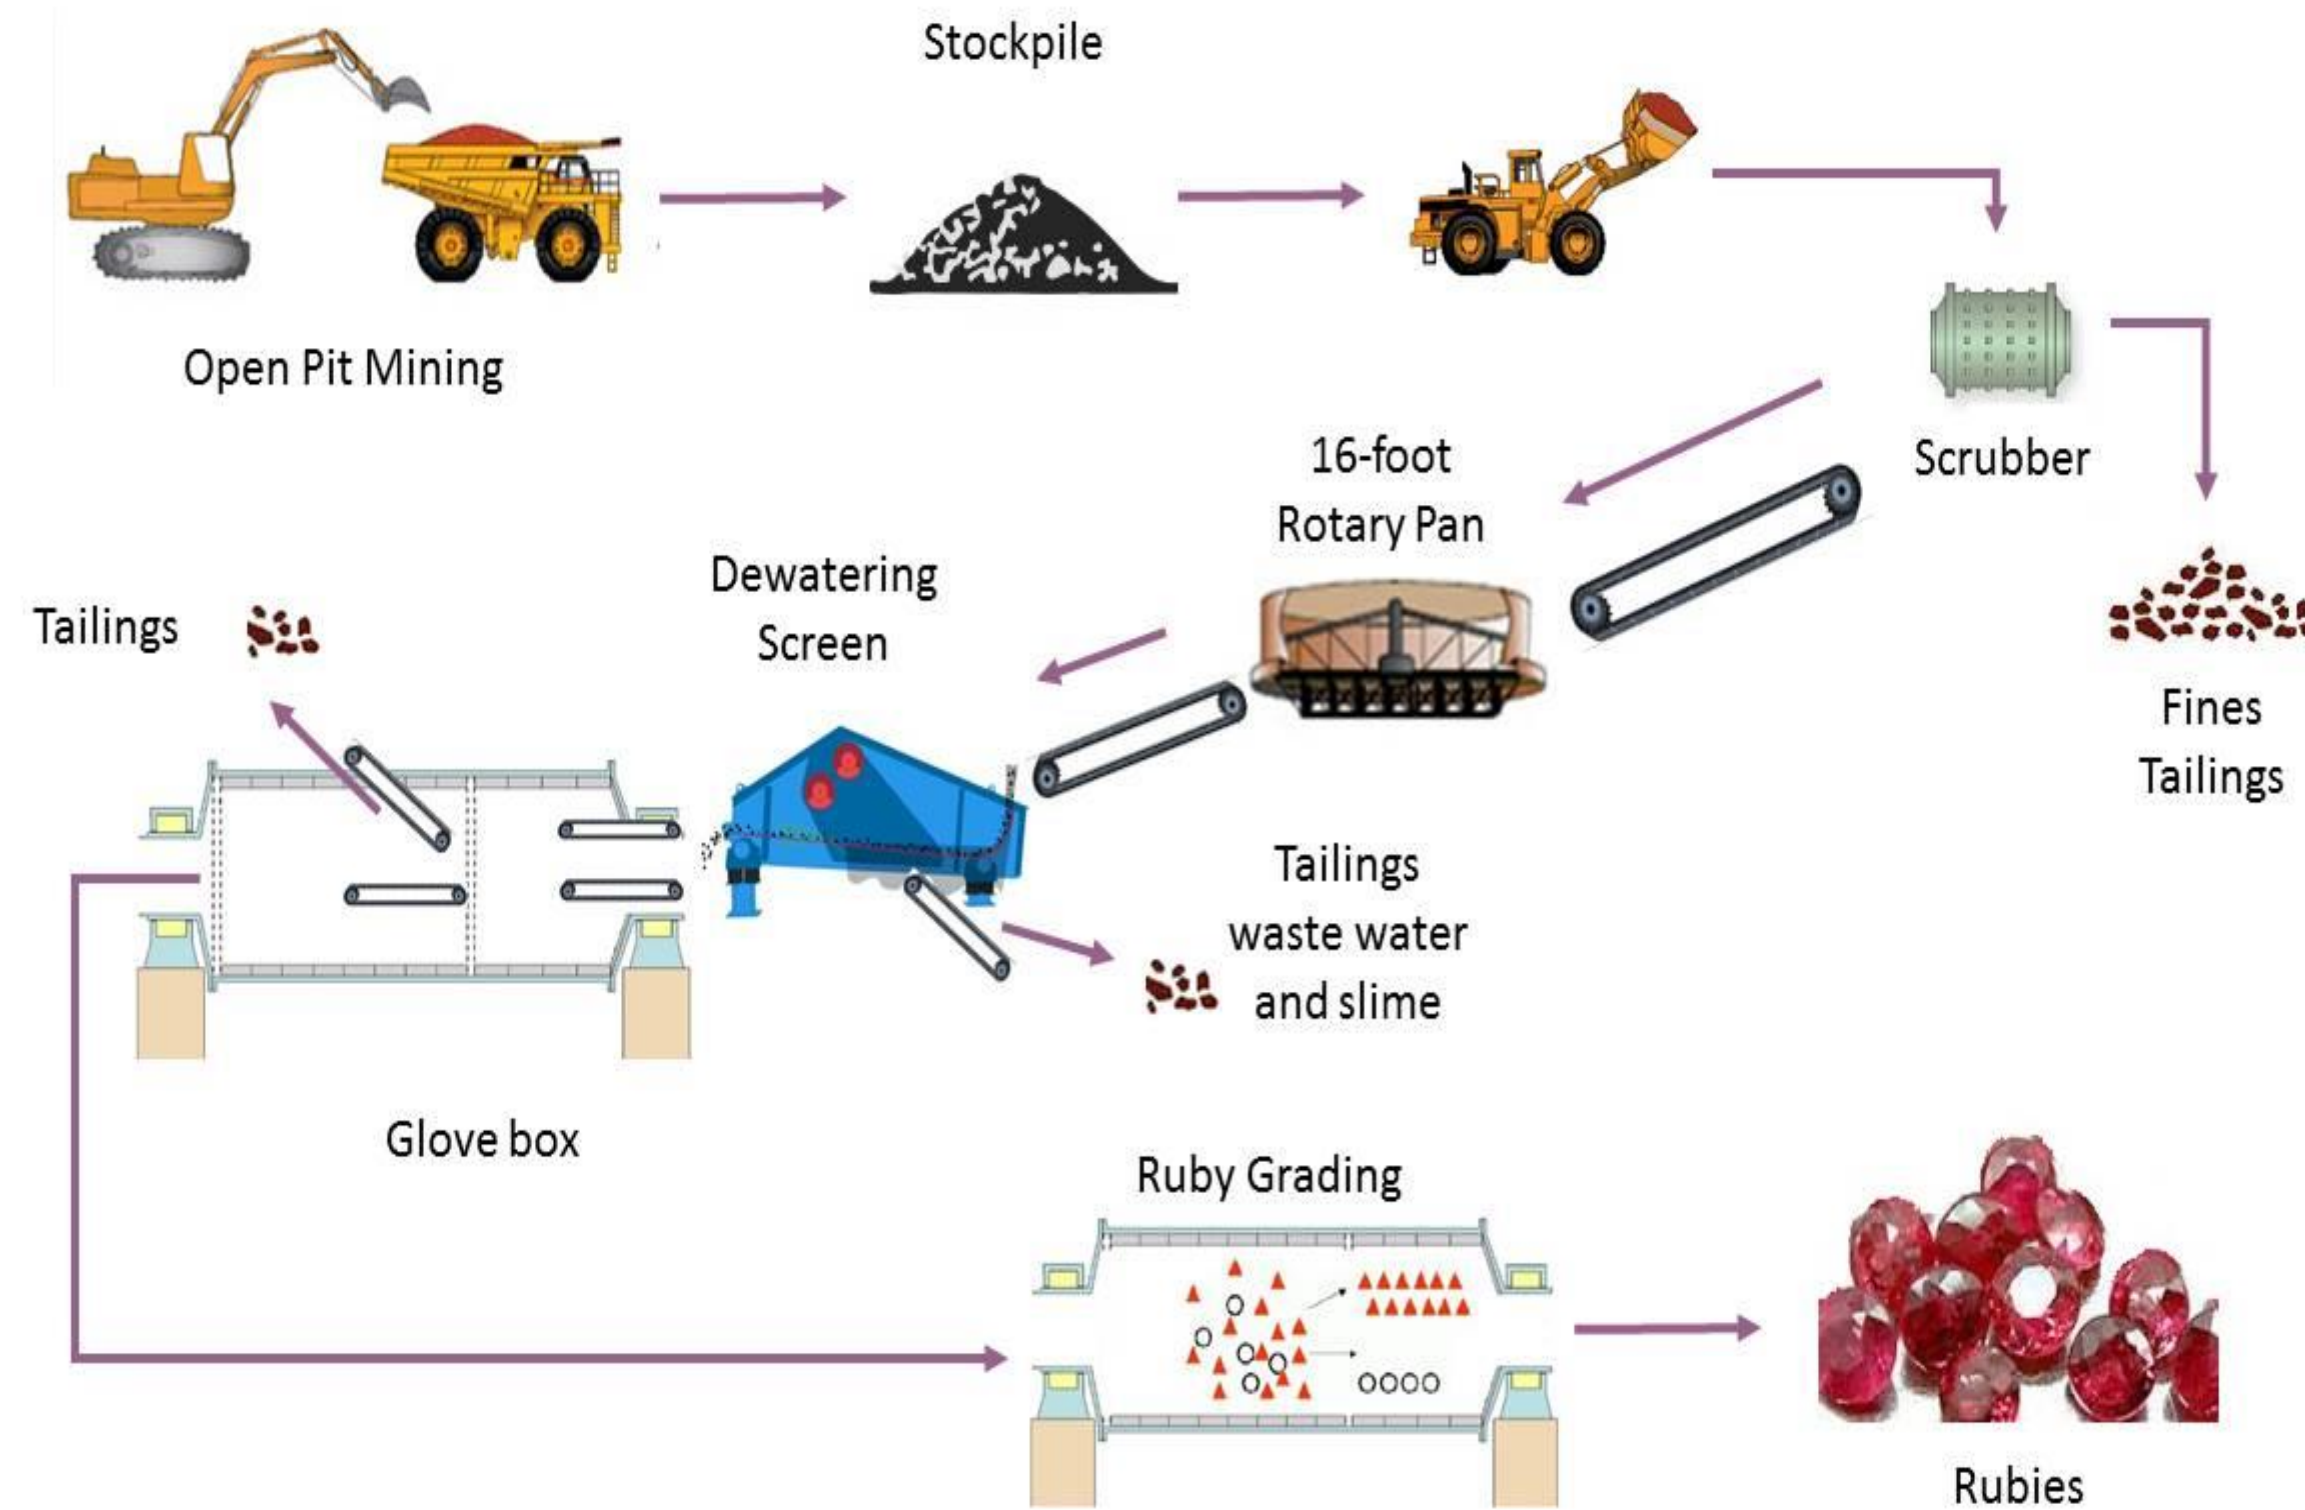 Stockpile
Open Pit Mining
Scrubber
16-foot
Rotary Pan
Dewatering
Screen
Tailings
Fines
Tailings
Tailings
waste water
and slime
Glove box
Ruby Grading
Rubies